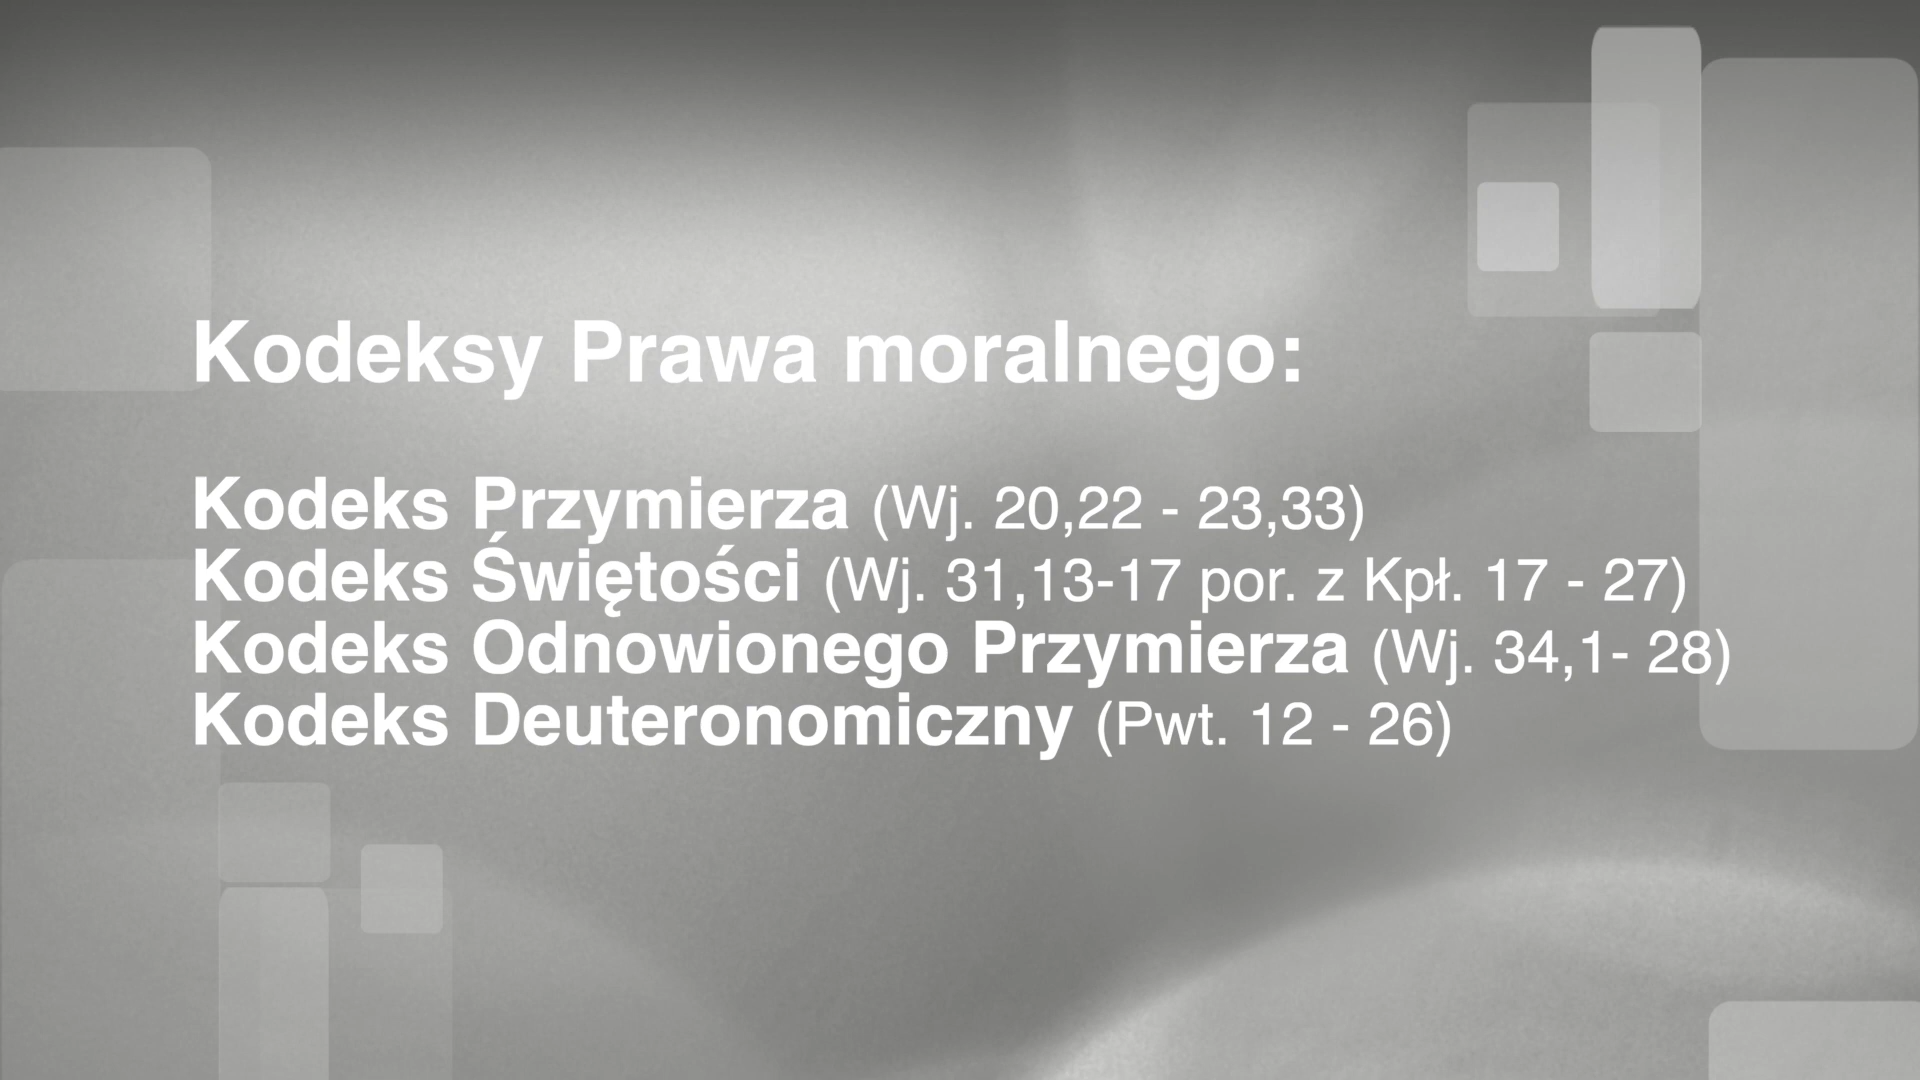 Kodeksy Prawa moralnego:
Kodeks Przymierza (Wj. 20,22 - 23,33)
Kodeks Świętości (Wj. 31,13-17 por. z Kpł. 17 - 27)
Kodeks Odnowionego Przymierza (Wj. 34,1- 28)
Kodeks Deuteronomiczny (Pwt. 12 - 26)